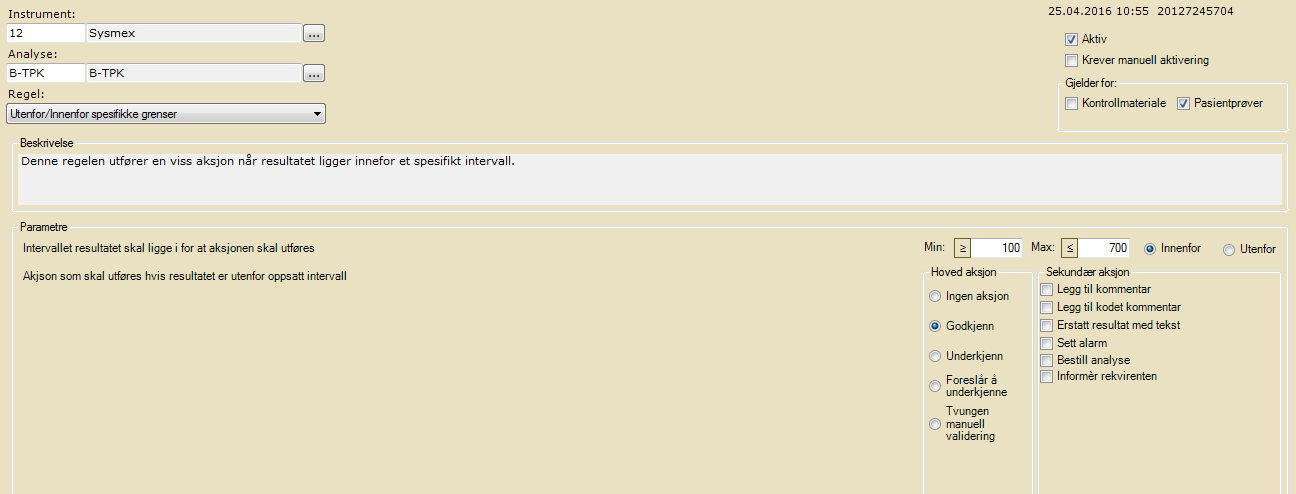 Instrument:
25.04.2016 10:55 20127245704
12 Sysmex ...
Aktiv
Analyse:
Krever manuell aktivering
B-TPK B-TPK ...
Gjelder for:
Regel:
Kontrollmateriale Pasientprøver
Utenfor/Innenfor spesifikke grenser
Beskrivelse
Denne regelen utfører en viss aksjon når resultatet ligger innefor et spesifikt intervall.
Parametre
Intervallet resultatet skal ligge i for at aksjonen skal utføres
Min: ≥ 100 Max: ≤ 700 Innenfor Utenfor
Akjson som skal utføres hvis resultatet er utenfor oppsatt intervall
Hoved aksjon
Ingen aksjon
Godkjenn
Underkjenn
Foreslår å
underkjenne
Tvungen
manuell
validering
Sekundær aksjon
Legg til kommentar
Legg til kodet kommentar
Erstatt resultat med tekst
Sett alarm
Bestill analyse
Informèr rekvirenten